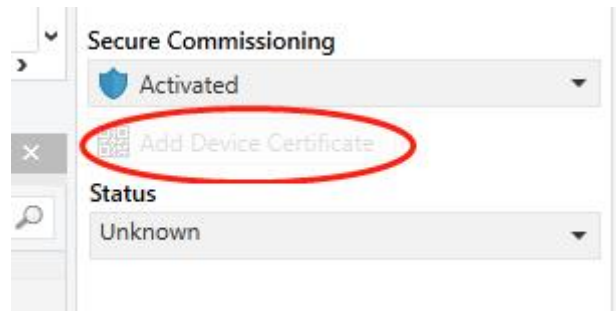 Secure Commissioning
Activated
Add Device Certificate
Status
Unknown